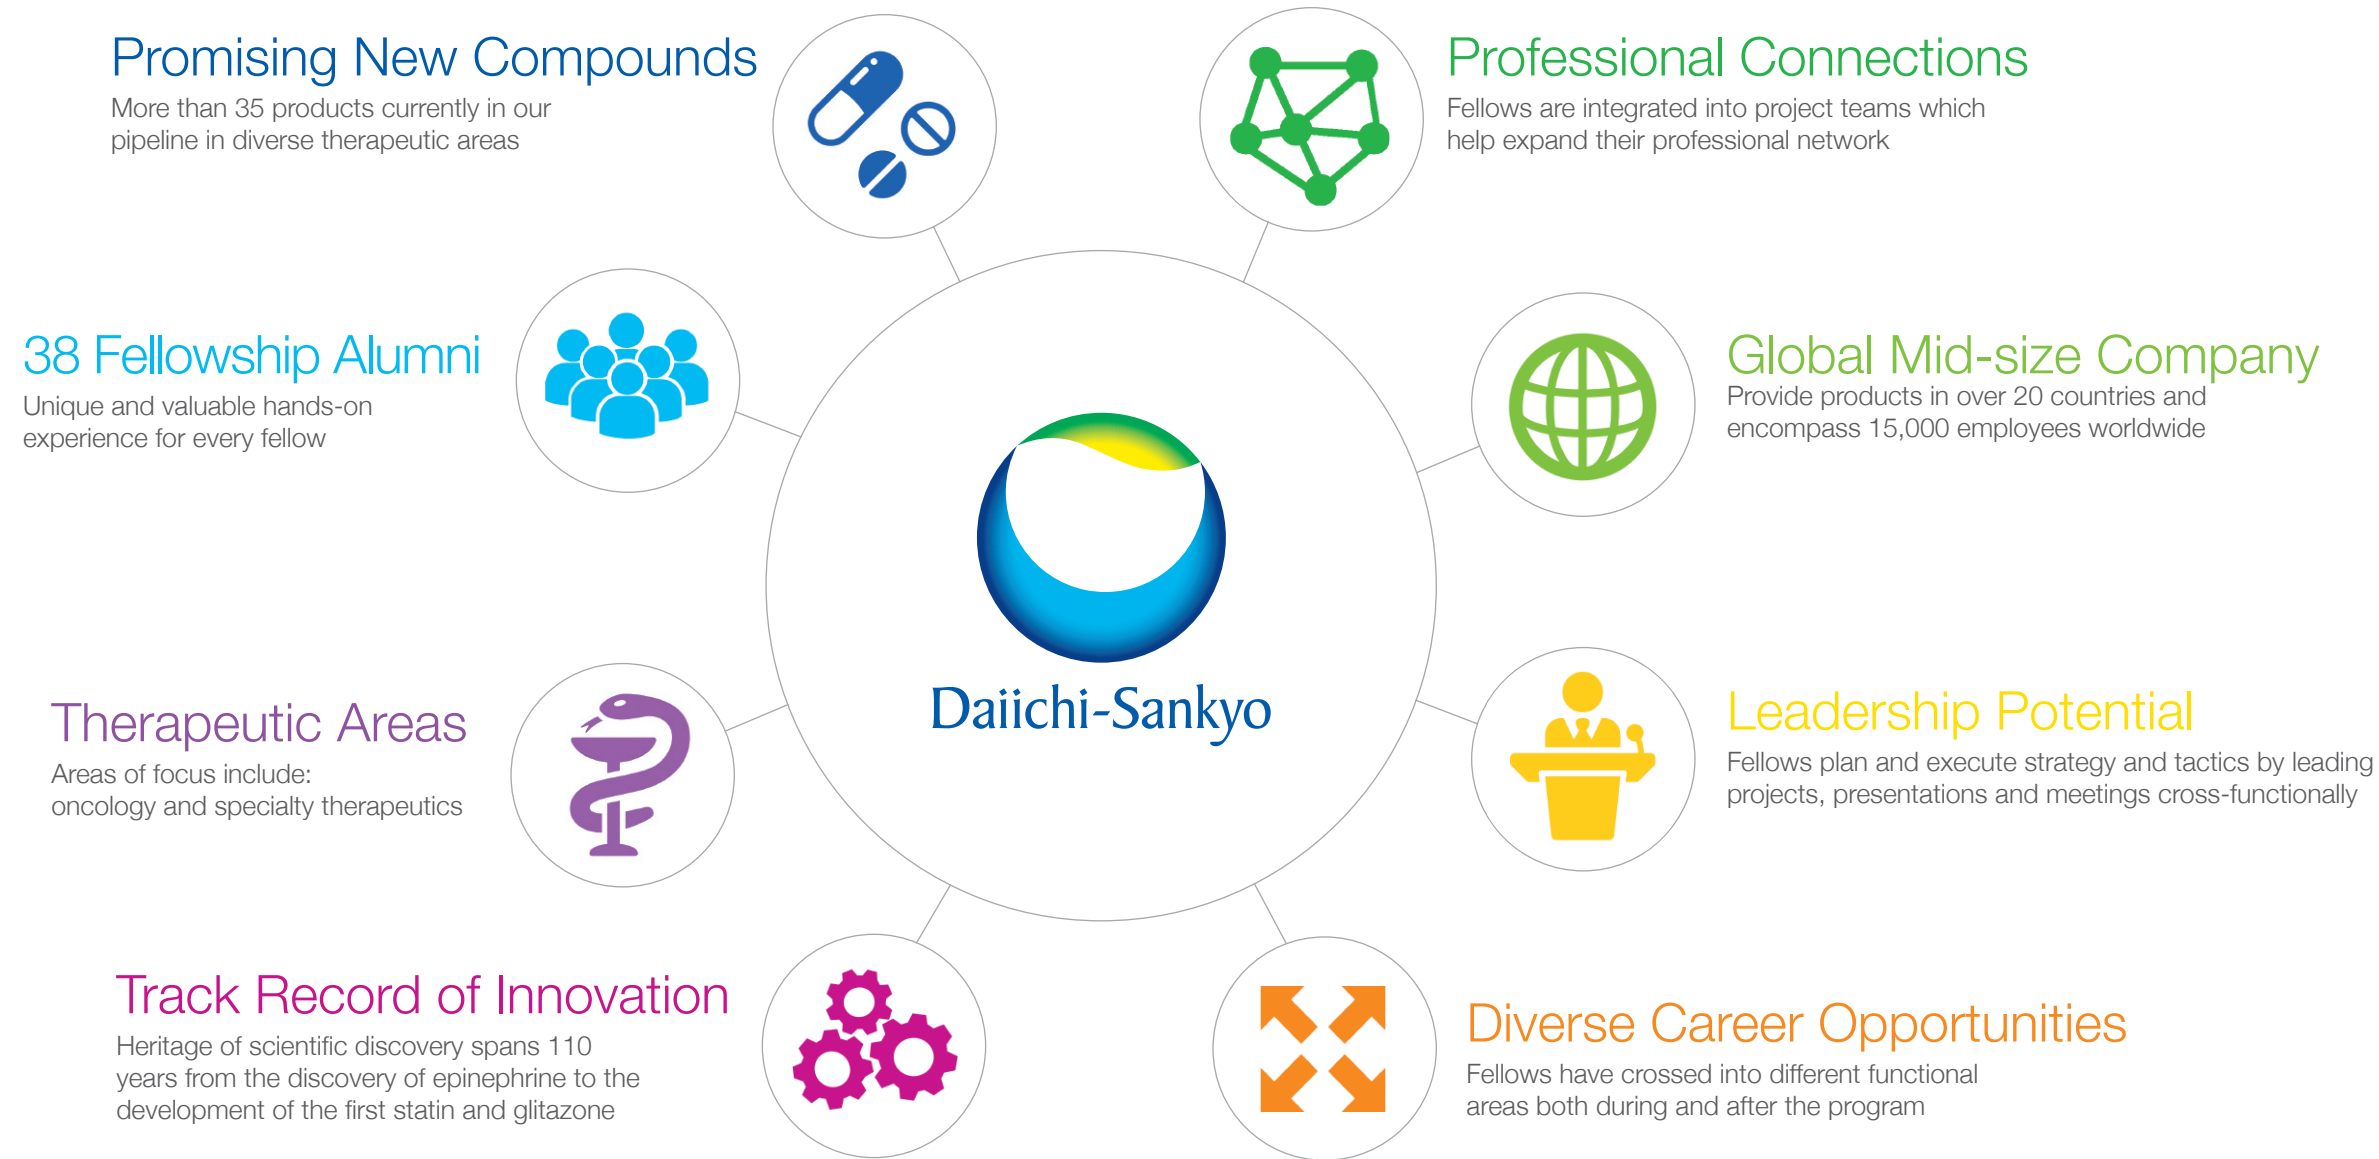 Promising New Compounds
More than 35 products currently in our
pipeline in diverse therapeutic areas
Professional Connections
Fellows are integrated into project teams which
help expand their professional network
38 Fellowship Alumni
Unique and valuable hands-on
experience for every fellow
Global Mid-size Company
Provide products in over 20 countries and
encompass 15,000 employees worldwide
Daiichi-Sankyo
Therapeutic Areas
Areas of focus include:
oncology and specialty therapeutics
Leadership Potential
Fellows plan and execute strategy and tactics by leading
projects, presentations and meetings cross-functionally
Track Record of Innovation
Heritage of scientific discovery spans 110
years from the discovery of epinephrine to the
development of the first statin and glitazone
Diverse Career Opportunities
Fellows have crossed into different functional
areas both during and after the program